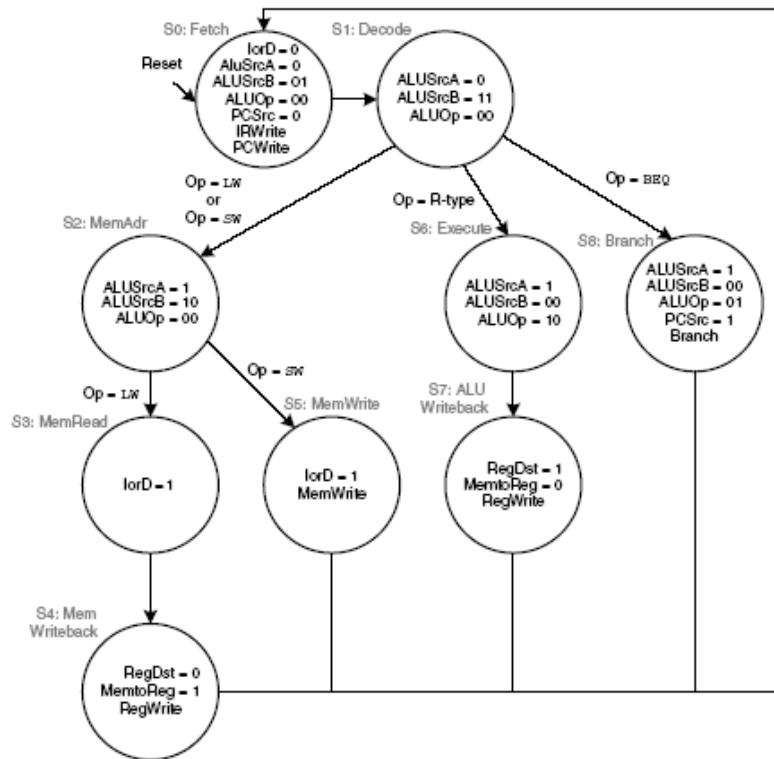 S0: Fetch
S1: Decode
Reset
IorD = 0
AluSrcA = 0
ALUSrcB = 01
ALUOp = 00
PCSrc = 0
IRWrite
PCWrite
ALUSrcA = 0
ALUSrcB = 11
ALUOp = 00
Op = LW
or
Op = SW
Op = R-type
Op = BEQ
S2: MemAdr
S6: Execute
S8: Branch
ALUSrcA = 1
ALUSrcB = 10
ALUOp = 00
ALUSrcA = 1
ALUSrcB = 00
ALUOp = 10
ALUSrcA = 1
ALUSrcB = 00
ALUOp = 01
PCSrc = 1
Branch
Op = LW
Op = SW
S3: MemRead
S5: MemWrite
S7: ALU
Writeback
IorD = 1
IorD = 1
MemWrite
RegDst = 1
MemtoReg = 0
RegWrite
S4: Mem
Writeback
RegDst = 0
MemtoReg = 1
RegWrite